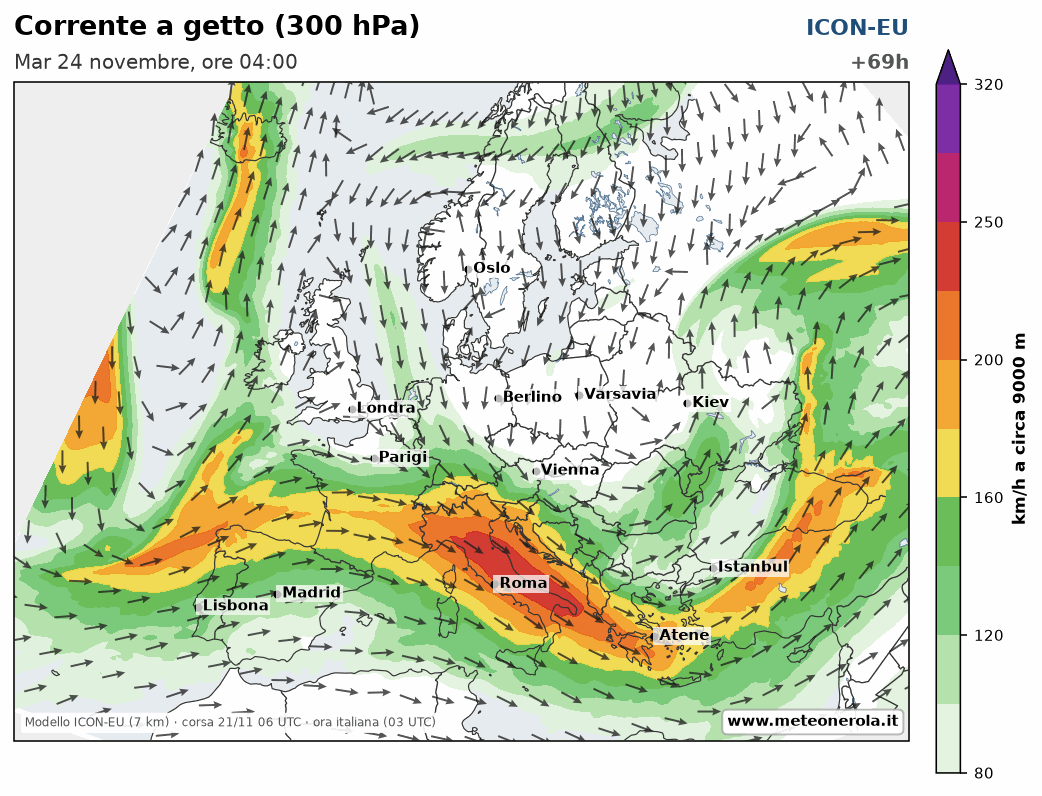 Corrente a getto (300 hPa)
ICON-EU
Mar 24 novembre, ore 04:00
+69h
320
250
200
160
120
80
km/h a circa 9000 m
Oslo
Berlino
Varsavia
Kiev
Londra
Parigi
Vienna
Istanbul
Roma
Madrid
Lisbona
Atene
Modello ICON-EU (7 km) · corsa 21/11 06 UTC · ora italiana (03 UTC)
www.meteonerola.it